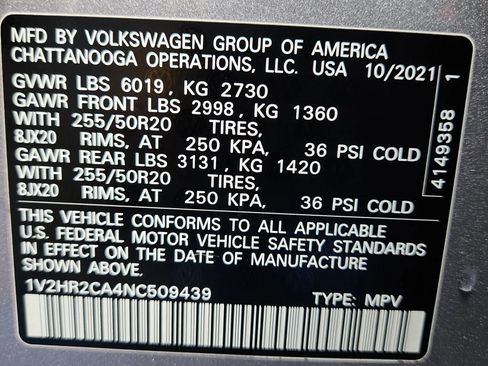 MFD BY VOLKSWAGEN GROUP OF AMERICA
CHATTANOOGA OPERATIONS, LLC. USA 10/2021
GVWR LBS 6019, KG 2730
GAWR FRONT LBS 2998, KG 1360
WITH 255/50R20 TIRES,
8JX20 RIMS, AT 250 KPA, 36 PSI COLD
GAWR REAR LBS 3131, KG 1420
WITH 255/50R20 TIRES,
8JX20 RIMS, AT 250 KPA, 36 PSI COLD
THIS VEHICLE CONFORMS TO ALL APPLICABLE
U.S. FEDERAL MOTOR VEHICLE SAFETY STANDARDS
IN EFFECT ON THE DATE OF MANUFACTURE
SHOWN ABOVE.
1V2HR2CA4NC509439 TYPE: MPV
4149358 1